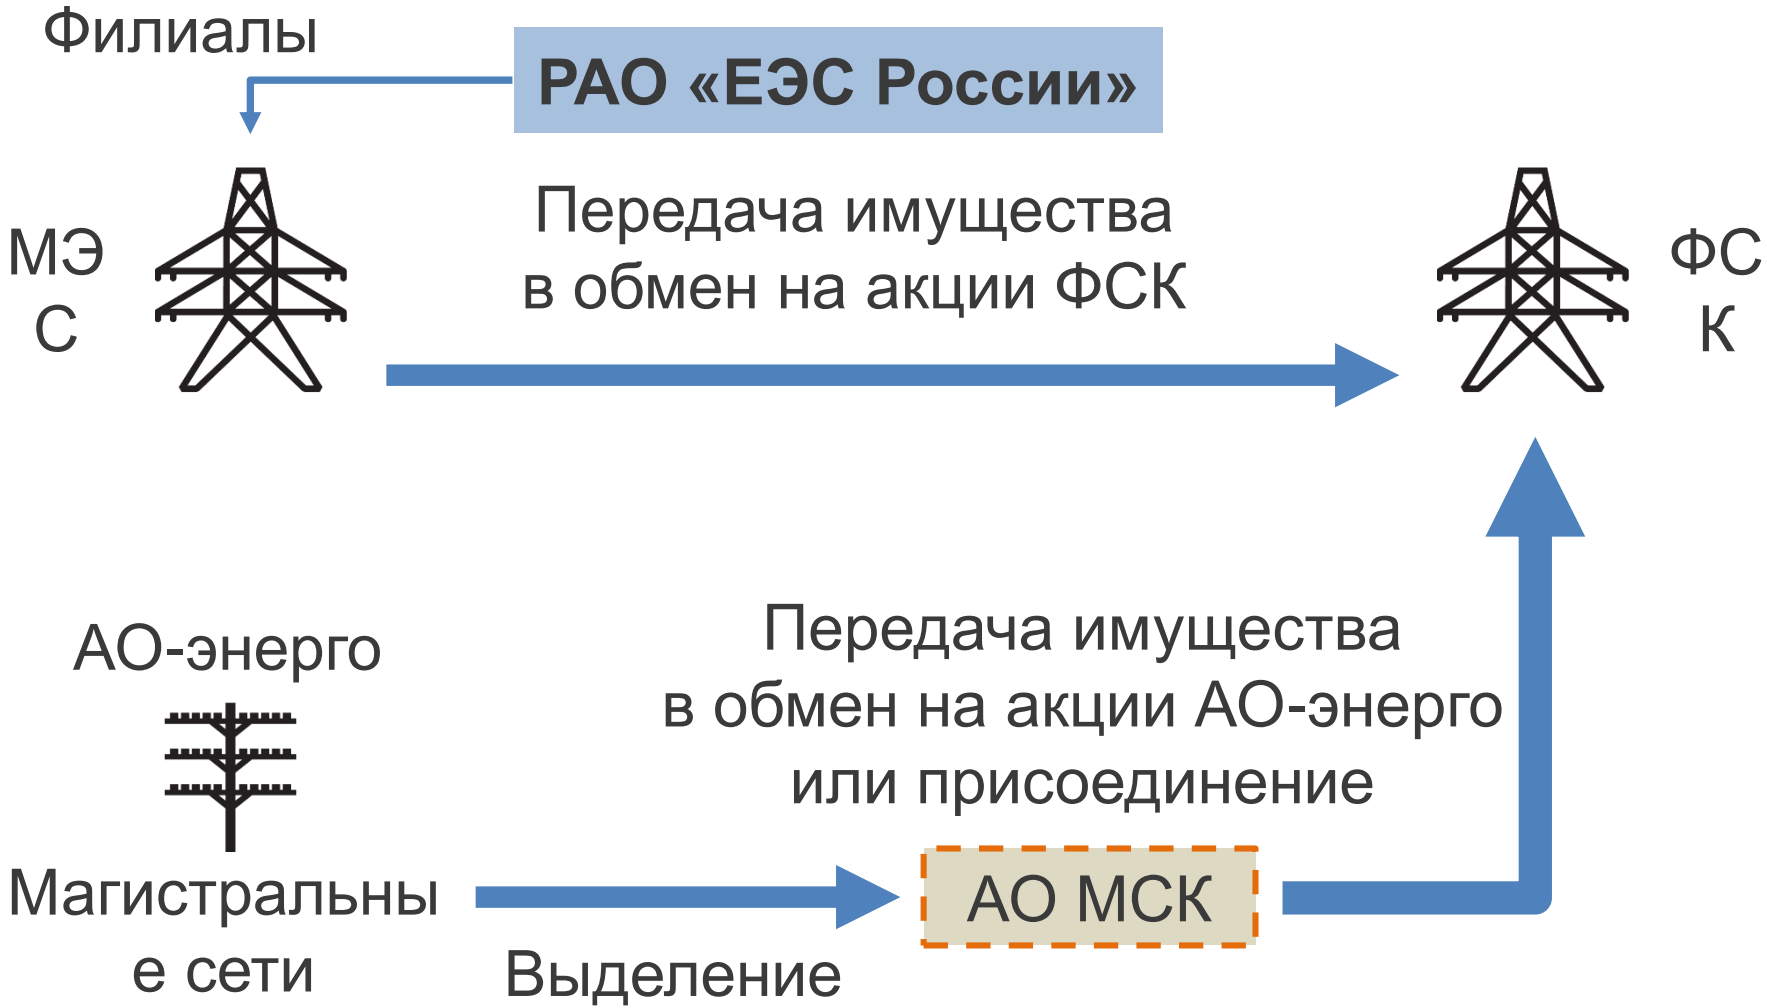 Филиалы
РАО «ЕЭС России»
МЭ
С
Передача имущества
в обмен на акции ФСК
ФС
К
АО-энерго
Магистральны
е сети
Выделение
Передача имущества
в обмен на акции АО-энерго
или присоединение
АО МСК